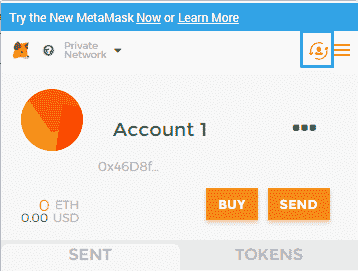 Try the New MetaMask Now or Learn More
Private
Network
Account 1
0x46D8f...
0 ETH
0.00 USD
BUY
SEND
SENT
TOKENS